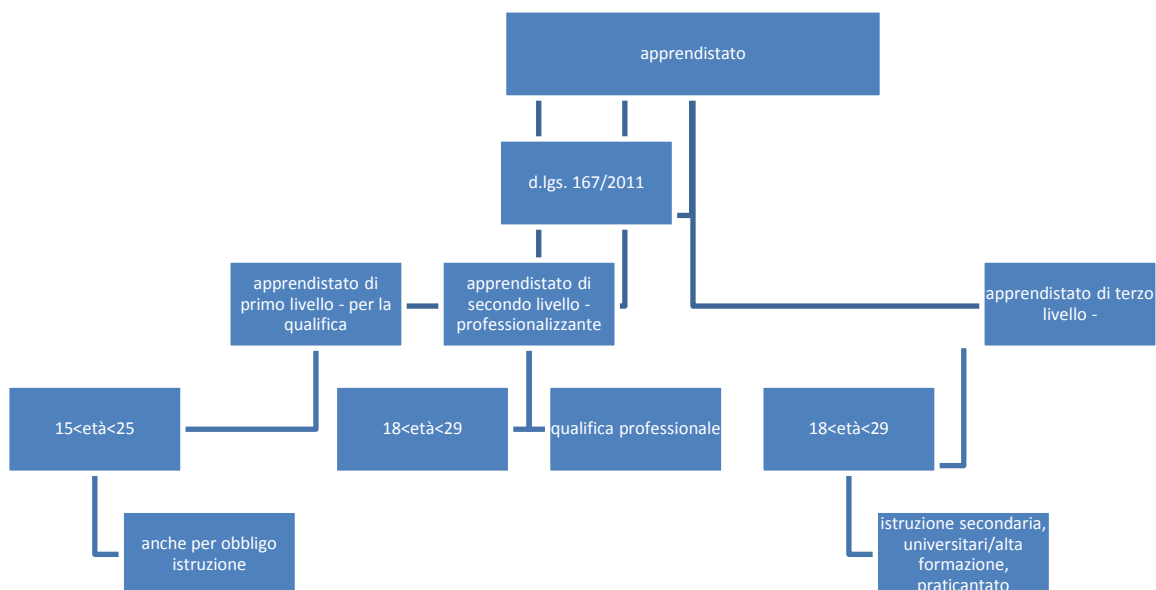 apprendistato
d.lgs. 167/2011
apprendistato di
primo livello - per la
qualifica
apprendistato di
secondo livello -
professionalizzante
apprendistato di terzo
livello -
15<età<25
18<età<29
qualifica professionale
18<età<29
anche per obbligo
istruzione
istruzione secondaria,
universitari/alta
formazione,
praticantato